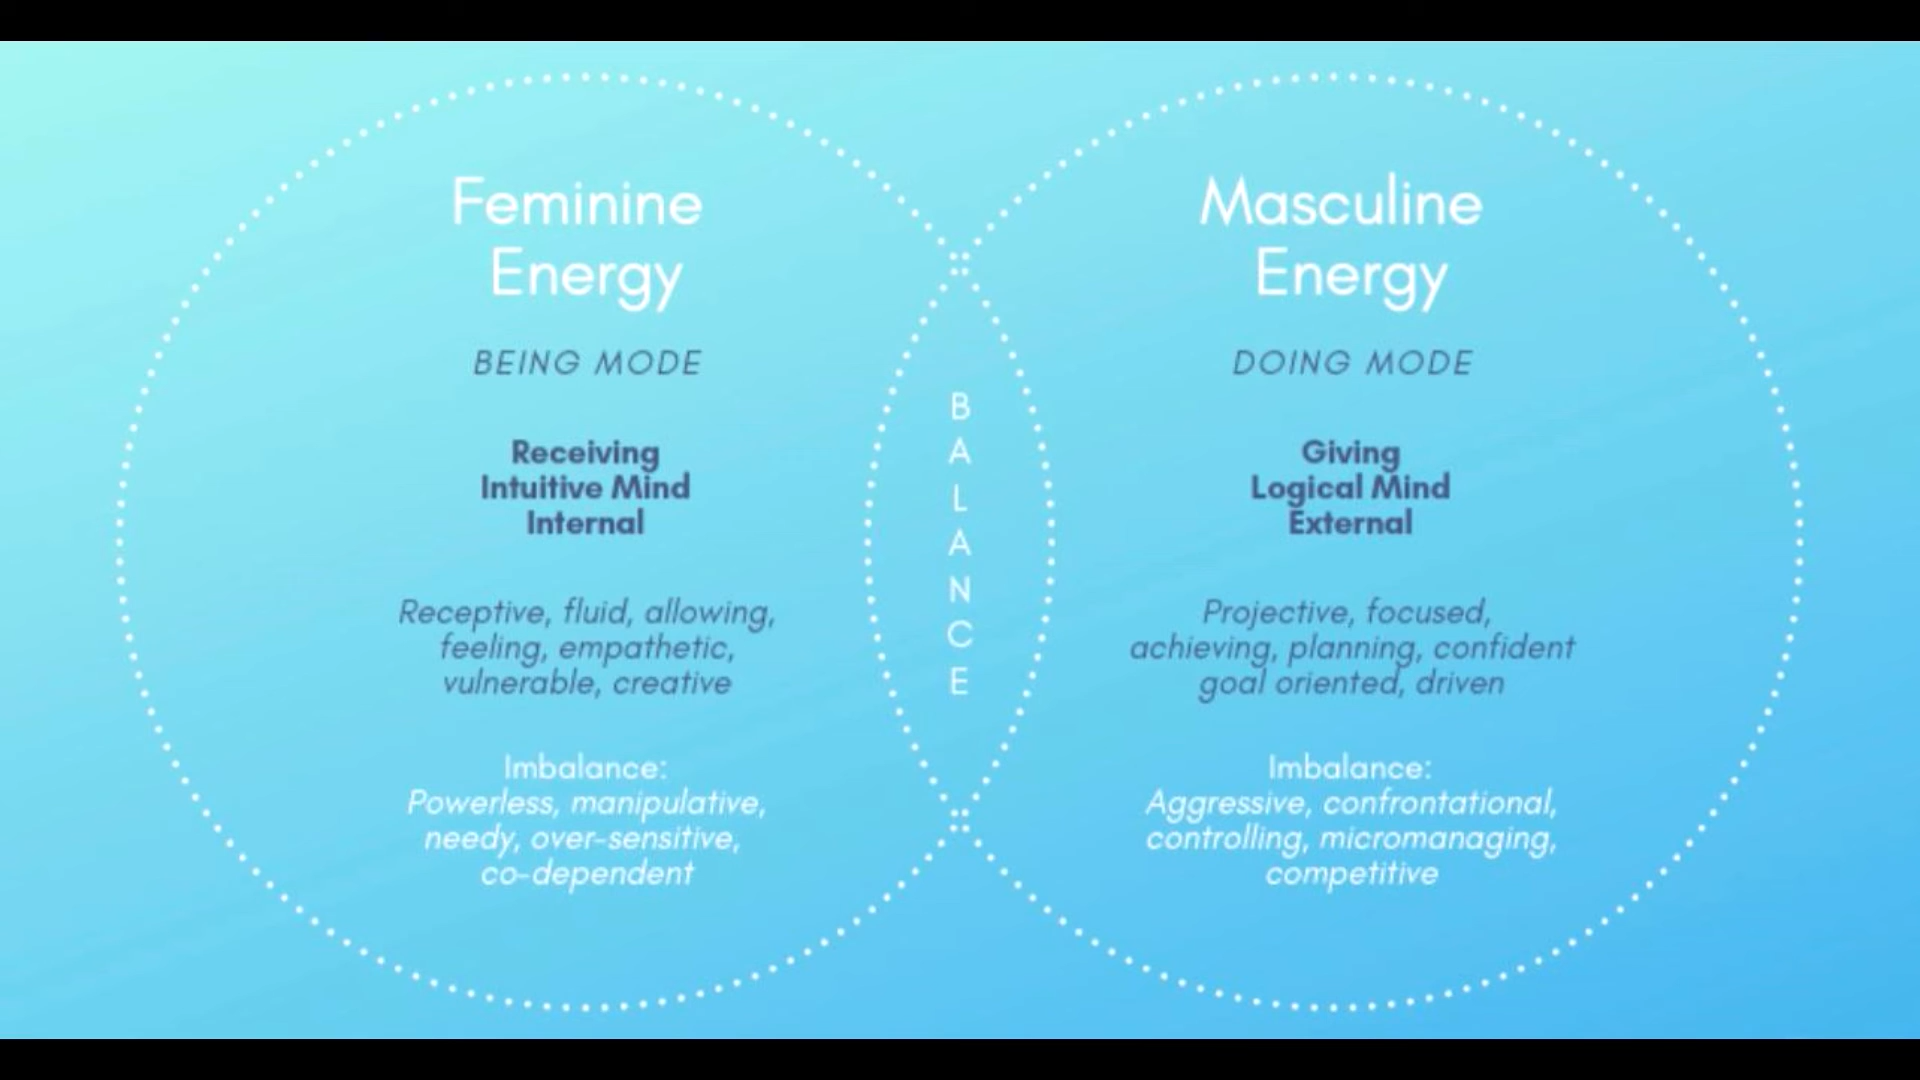 Feminine
Energy
BEING MODE
Receiving
Intuitive Mind
Internal
Receptive, fluid, allowing,
feeling, empathetic,
vulnerable, creative
Imbalance:
Powerless, manipulative,
needy, over-sensitive,
co-dependent
BALANCE
Masculine
Energy
DOING MODE
Giving
Logical Mind
External
Projective, focused,
achieving, planning, confident
goal oriented, driven
Imbalance:
Aggressive, confrontational,
controlling, micromanaging,
competitive